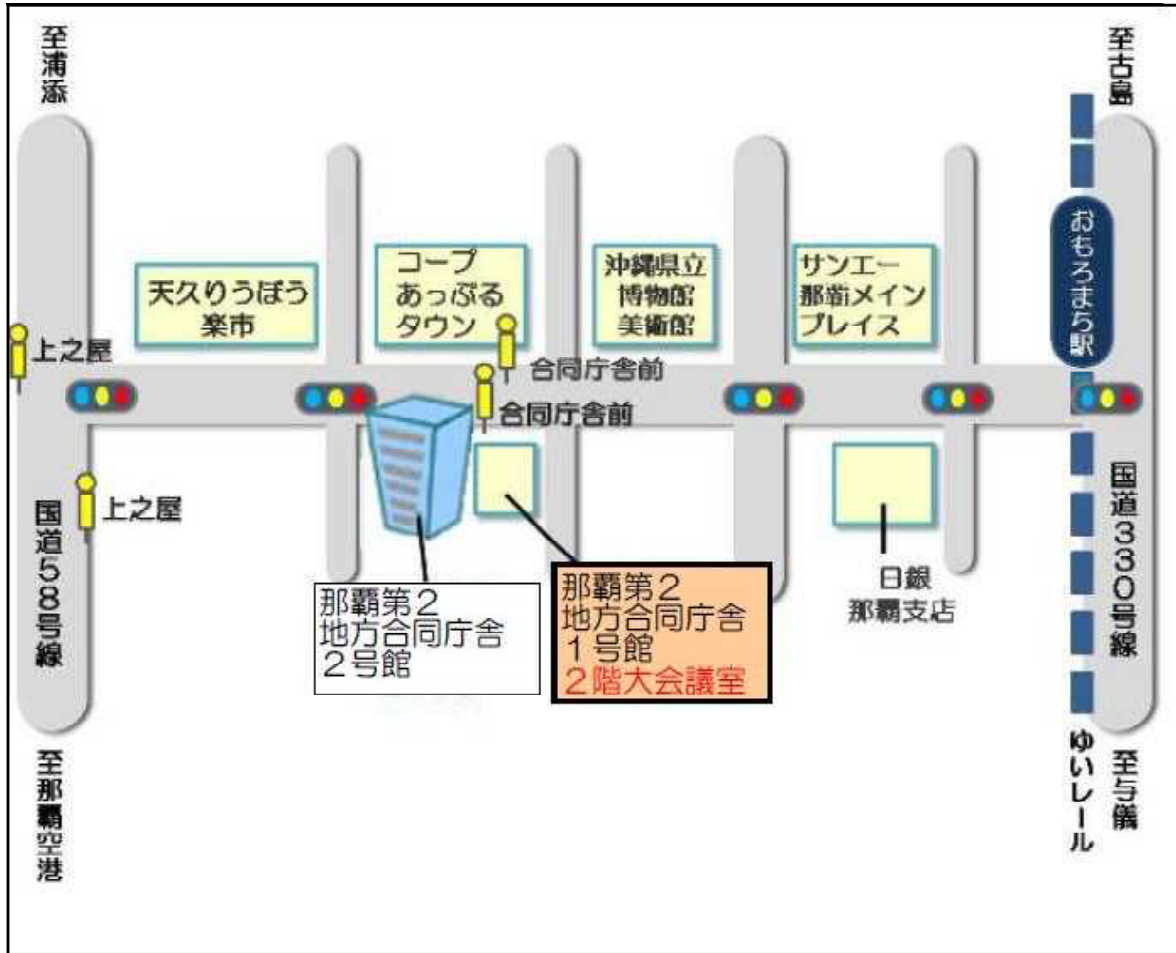 至浦添
至古島
おもろまち駅
天久りうぼう
楽市
コープ
あっぷる
タウン
沖縄県立
博物館
美術館
サンエー
那覇メイン
プレイス
上之屋
合同庁舎前
合同庁舎前
上之屋
国道58号線
国道330号線
那覇第2
地方合同庁舎
2号館
那覇第2
地方合同庁舎
1号館
2階大会議室
日銀
那覇支店
至那覇空港
ゆいレール
至与儀